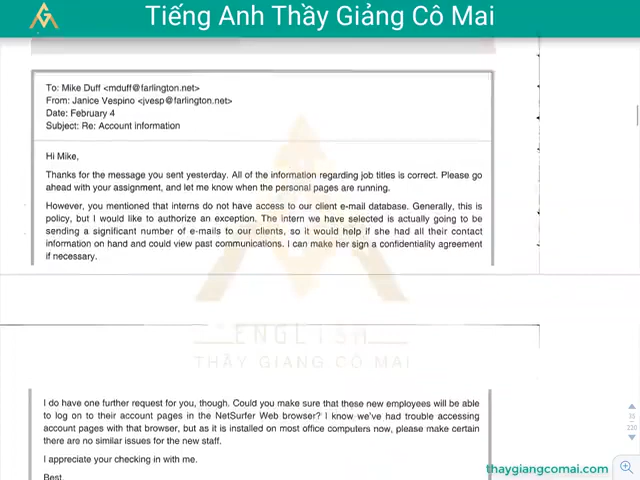 Tiếng Anh Thầy Giảng Cô Mai
To: Mike Duff <mduff@farlington.net>
From: Janice Vespino <jvesp@farlington.net>
Date: February 4
Subject: Re: Account information
Hi Mike,
Thanks for the message you sent yesterday. All of the information regarding job titles is correct. Please go
ahead with your assignment, and let me know when the personal pages are running.
However, you mentioned that interns do not have access to our client e-mail database. Generally, this is
policy, but I would like to authorize an exception. The intern we have selected is actually going to be
sending a significant number of e-mails to our clients, so it would help if she had all their contact
information on hand and could view past communications. I can make her sign a confidentiality agreement
if necessary.
ENGLISH
THẦY GIẢNG CÔ MAI
I do have one further request for you, though. Could you make sure that these new employees will be able
to log on to their account pages in the NetSurfer Web browser? I know we've had trouble accessing
account pages with that browser, but as it is installed on most office computers now, please make certain
there are no similar issues for the new staff.
I appreciate your checking in with me.
Best,
35
220
thaygiangcomai.com